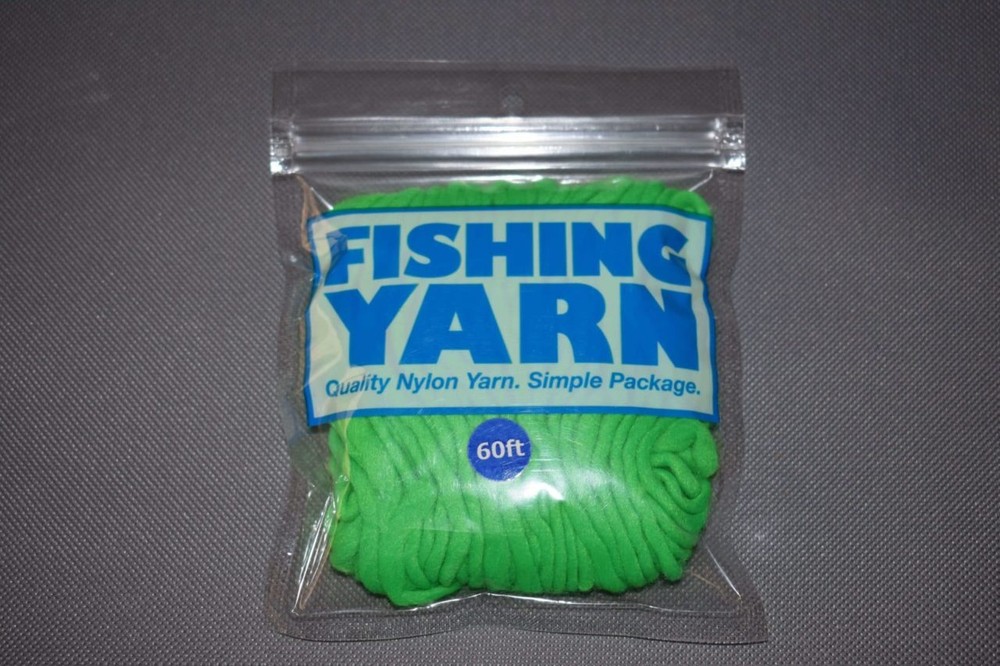 FISHING
YARN
Quality Nylon Yarn. Simple Package.
60ft